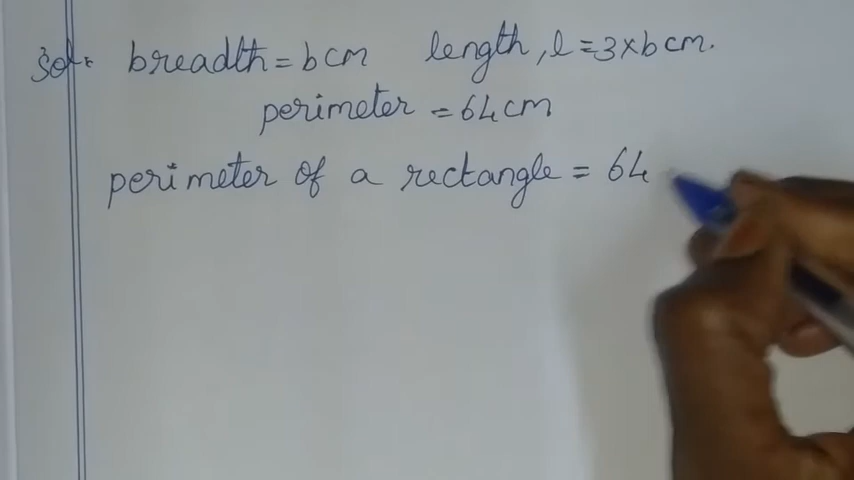 Sol. breadth = b cm length, l = 3 × b cm.
perimeter = 64 cm
perimeter of a rectangle = 64